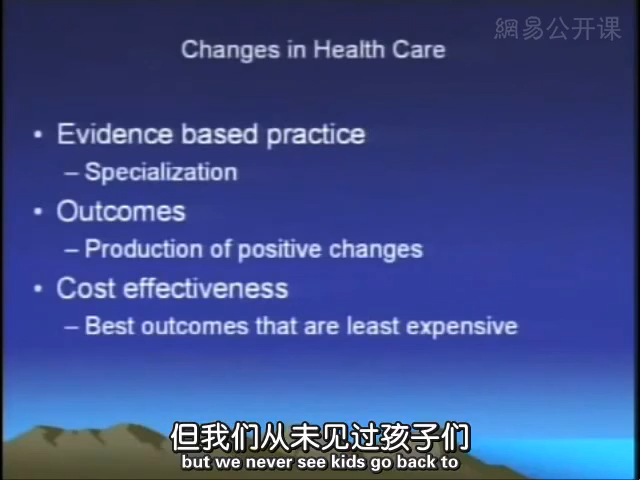 網易公开课
Changes in Health Care
• Evidence based practice
– Specialization
• Outcomes
– Production of positive changes
• Cost effectiveness
– Best outcomes that are least expensive
但我们从未见过孩子们
but we never see kids go back to